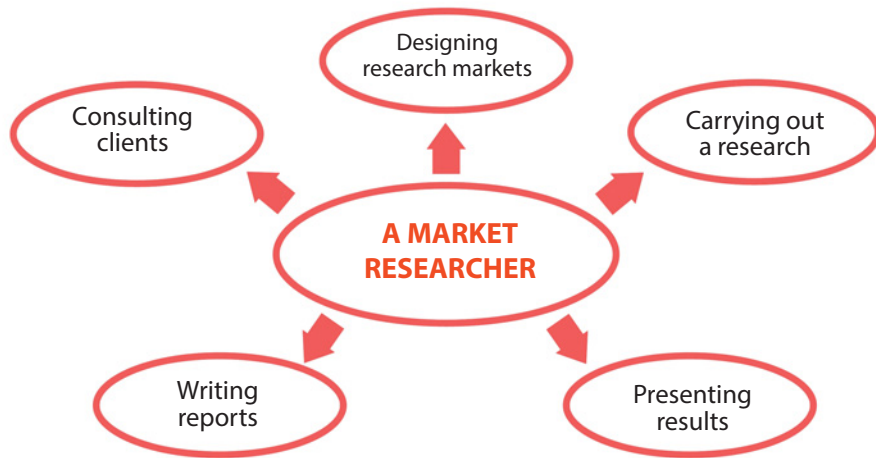 Designing
research markets
Consulting
clients
Carrying out
a research
A MARKET
RESEARCHER
Writing
reports
Presenting
results